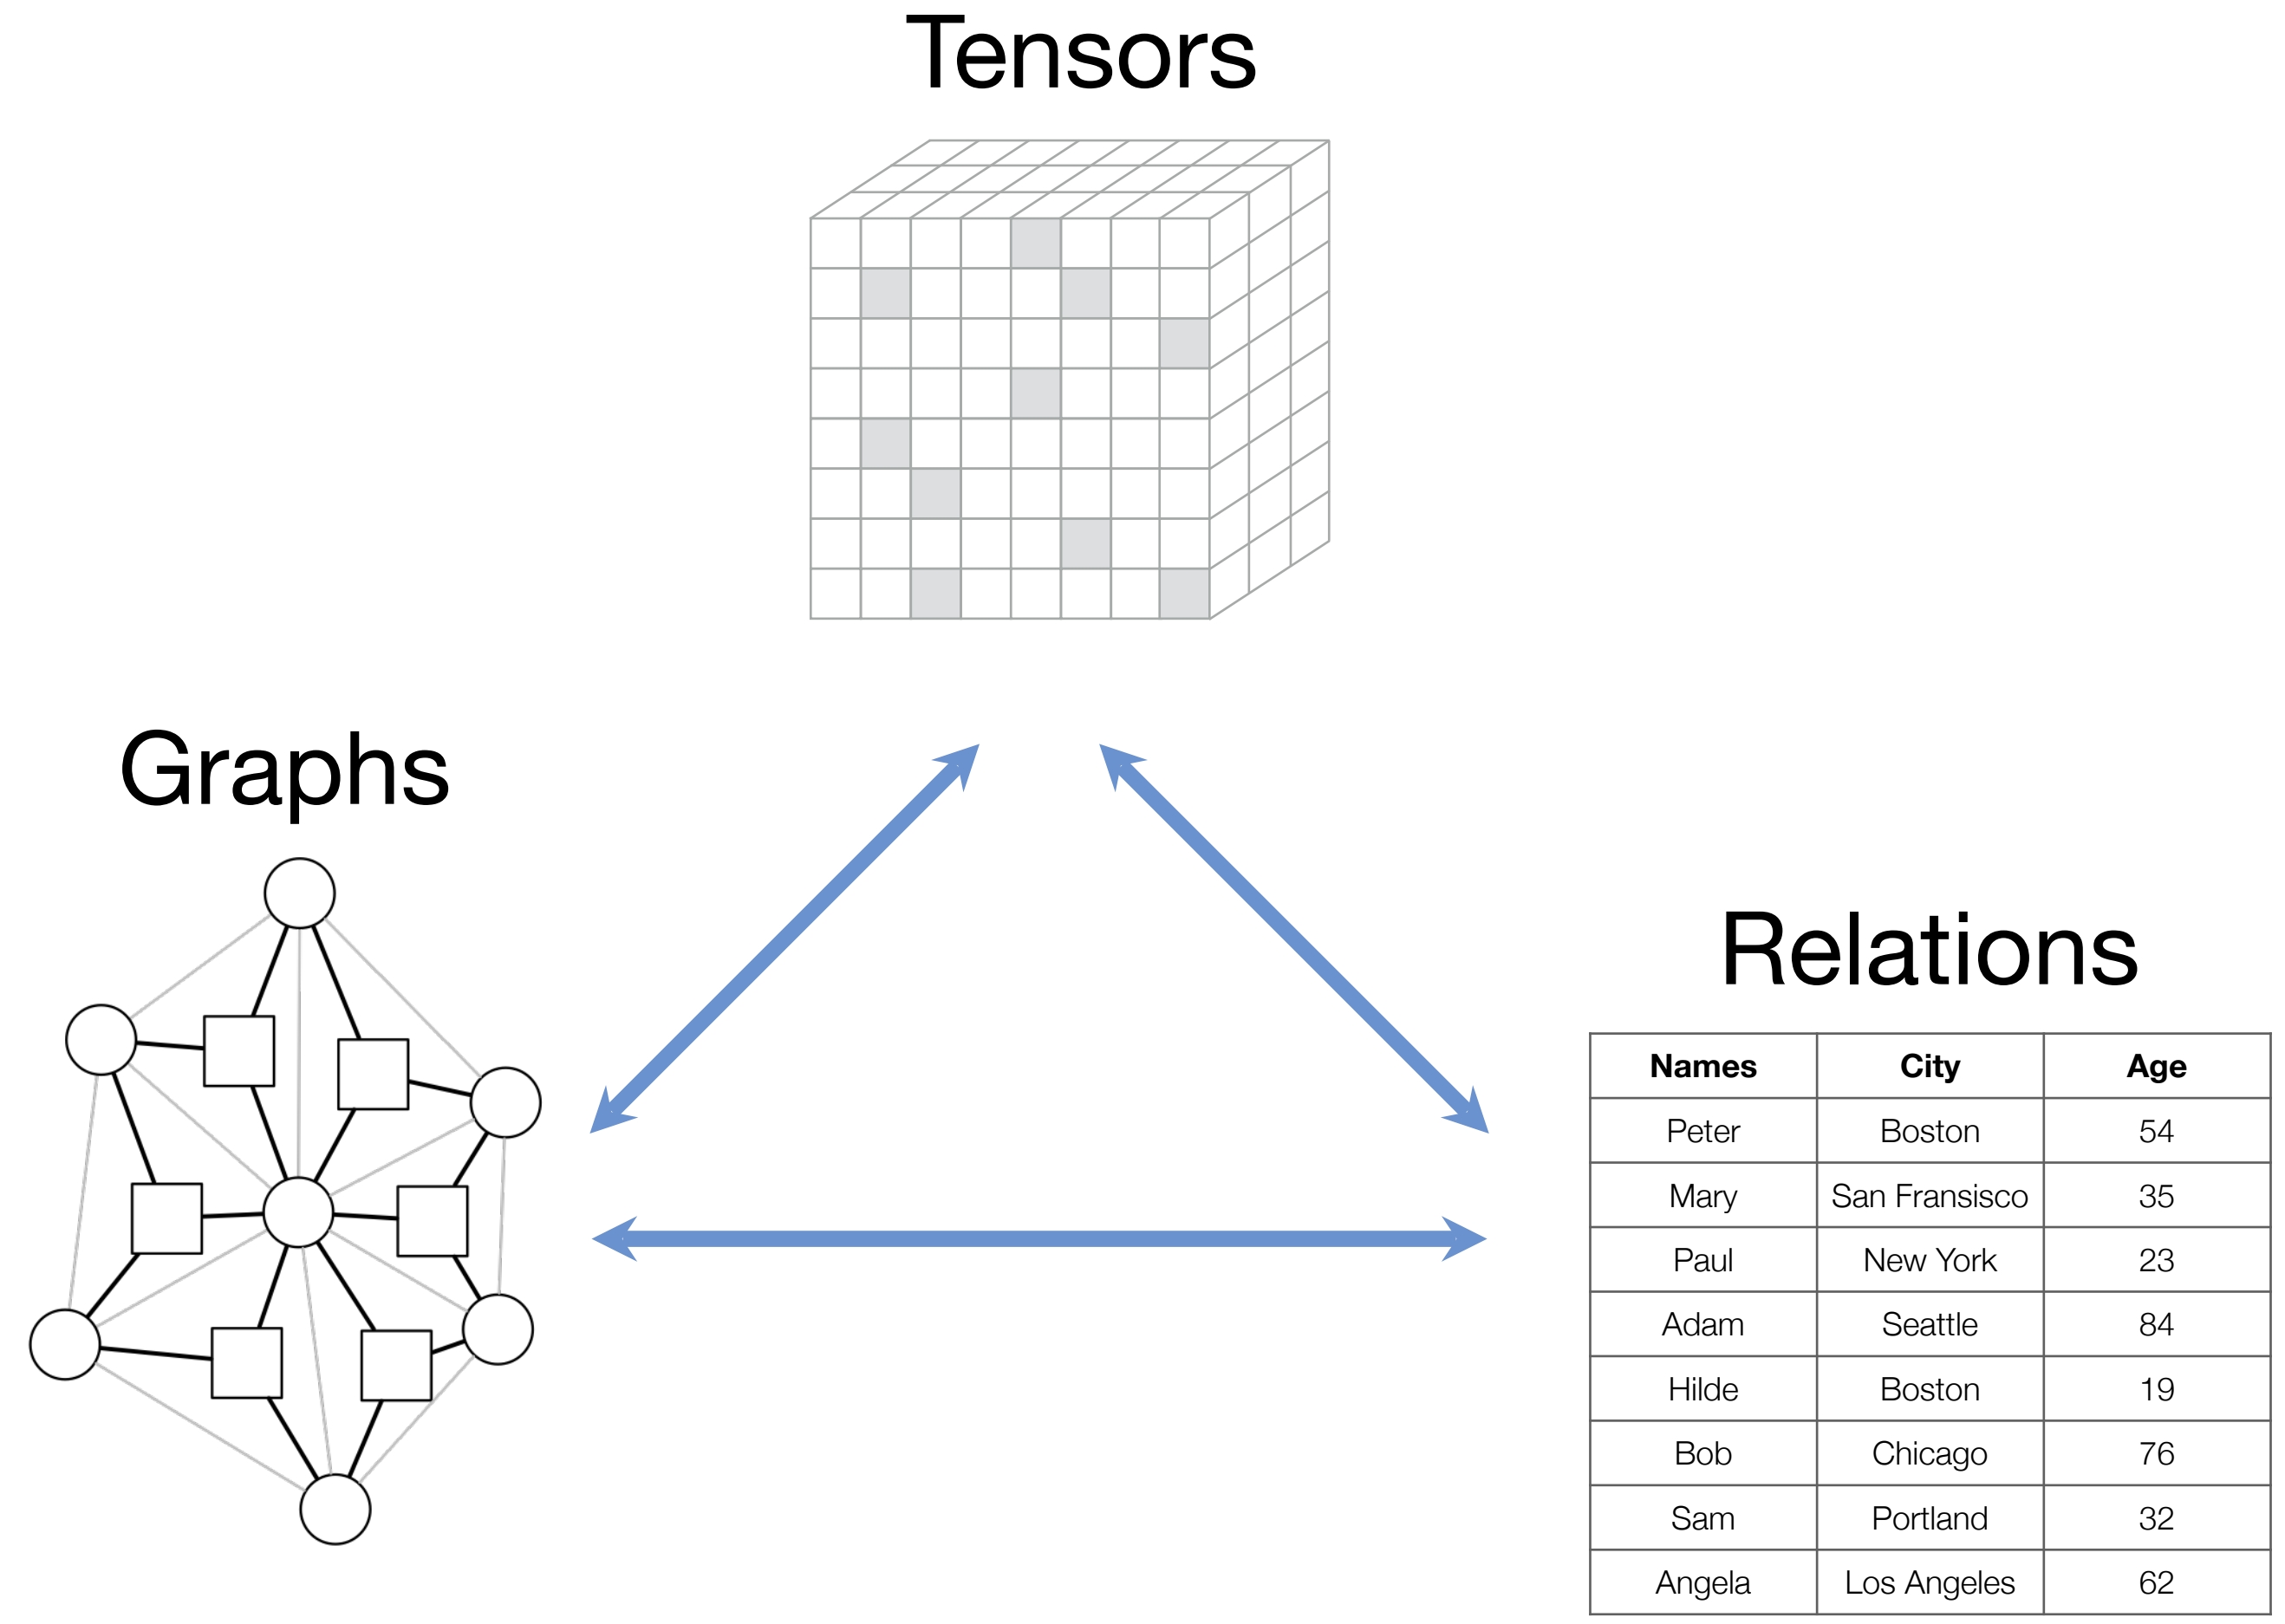 Tensors
Graphs
Relations
Names City Age
Peter Boston 54
Mary San Fransisco 35
Paul New York 23
Adam Seattle 84
Hilde Boston 19
Bob Chicago 76
Sam Portland 32
Angela Los Angeles 62